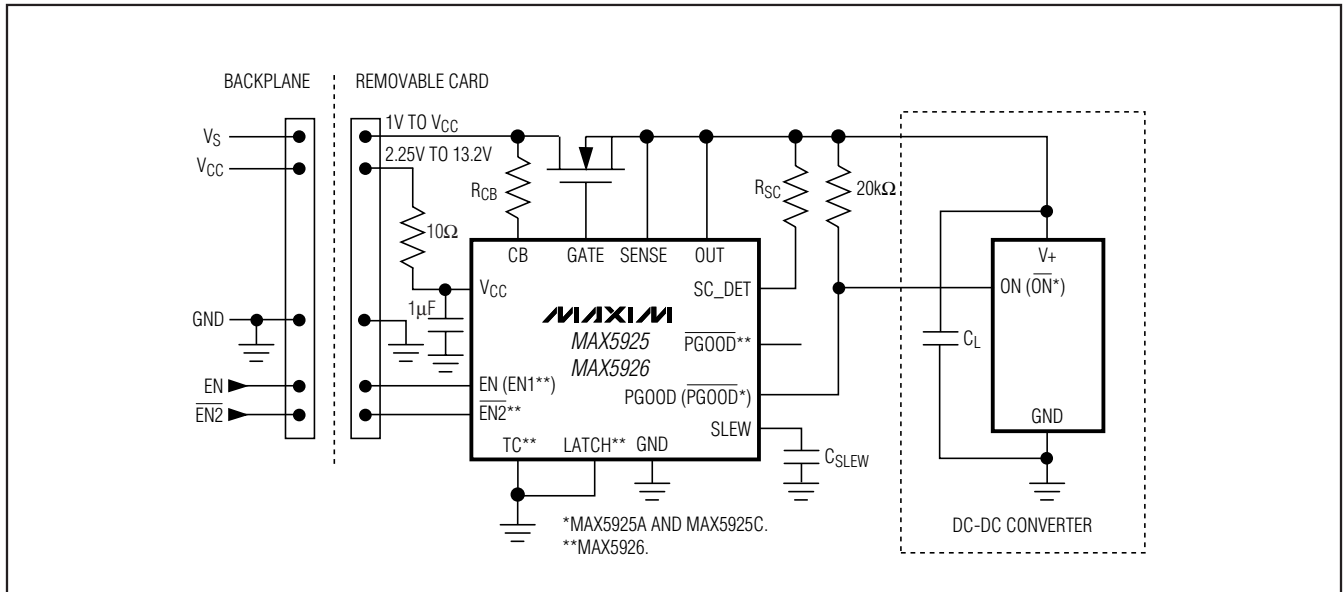 BACKPLANE
REMOVABLE CARD
VS
1V TO VCC
VCC
2.25V TO 13.2V
RCB
RSC
20kΩ
10Ω
CB
GATE
SENSE
OUT
V+
VCC
SC_DET
ON (ON*)
1µF
MAXIM
GND
MAX5925
PGOOD**
CL
MAX5926
EN
EN (EN1**)
PGOOD (PGOOD*)
EN2
EN2**
SLEW
GND
TC**
LATCH**
GND
CSLEW
*MAX5925A AND MAX5925C.
**MAX5926.
DC-DC CONVERTER